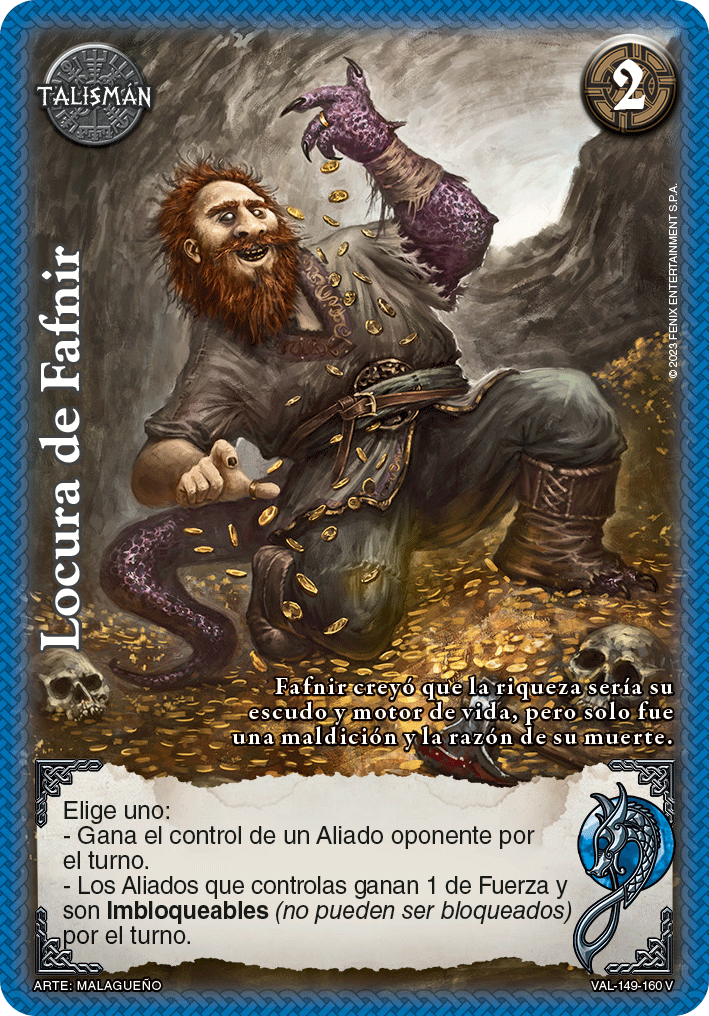 TALISMÁN
2
Locura de Fafnir
© 2023 FENIX ENTERTAINMENT S.P.A.
Fafnir creyó que la riqueza sería su
escudo y motor de vida, pero solo fue
una maldición y la razón de su muerte.
Elige uno:
- Gana el control de un Aliado oponente por
el turno.
- Los Aliados que controlas ganan 1 de Fuerza y
son Imbloqueables (no pueden ser bloqueados)
por el turno.
ARTE: MALAGUEÑO
VAL-149-160 V